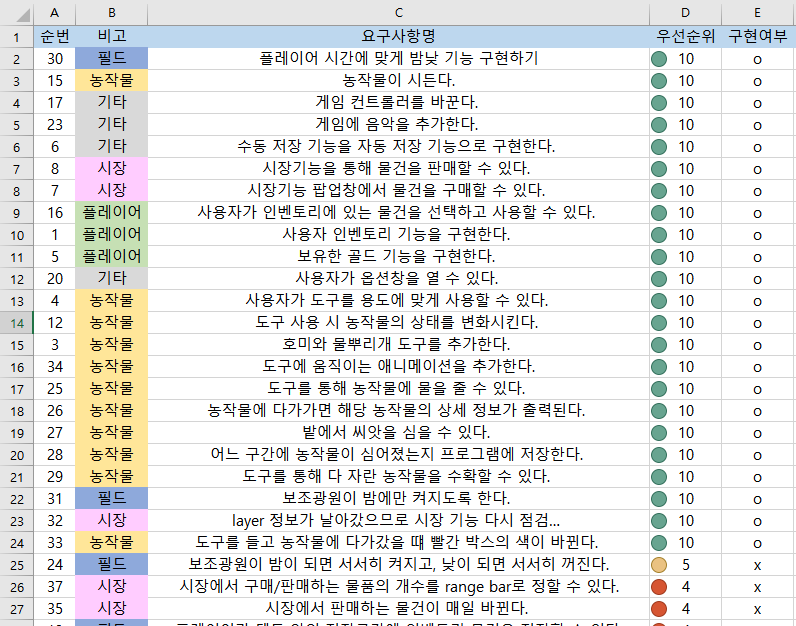 A B C D E
1 순번 비고 요구사항명 우선순위 구현여부
2 30 필드 플레이어 시간에 맞게 밤낮 기능 구현하기 10 o
3 15 농작물 농작물이 시든다. 10 o
4 17 기타 게임 컨트롤러를 바꾼다. 10 o
5 23 기타 게임에 음악을 추가한다. 10 o
6 6 기타 수동 저장 기능을 자동 저장 기능으로 구현한다. 10 o
7 8 시장 시장기능을 통해 물건을 판매할 수 있다. 10 o
8 7 시장 시장기능 팝업창에서 물건을 구매할 수 있다. 10 o
9 16 플레이어 사용자가 인벤토리에 있는 물건을 선택하고 사용할 수 있다. 10 o
10 1 플레이어 사용자 인벤토리 기능을 구현한다. 10 o
11 5 플레이어 보유한 골드 기능을 구현한다. 10 o
12 20 기타 사용자가 옵션창을 열 수 있다. 10 o
13 4 농작물 사용자가 도구를 용도에 맞게 사용할 수 있다. 10 o
14 12 농작물 도구 사용 시 농작물의 상태를 변화시킨다. 10 o
15 3 농작물 호미와 물뿌리개 도구를 추가한다. 10 o
16 34 농작물 도구에 움직이는 애니메이션을 추가한다. 10 o
17 25 농작물 도구를 통해 농작물에 물을 줄 수 있다. 10 o
18 26 농작물 농작물에 다가가면 해당 농작물의 상세 정보가 출력된다. 10 o
19 27 농작물 밭에서 씨앗을 심을 수 있다. 10 o
20 28 농작물 어느 구간에 농작물이 심어졌는지 프로그램에 저장한다. 10 o
21 29 농작물 도구를 통해 다 자란 농작물을 수확할 수 있다. 10 o
22 31 필드 보조광원이 밤에만 켜지도록 한다. 10 o
23 32 시장 layer 정보가 날아갔으므로 시장 기능 다시 점검... 10 o
24 33 농작물 도구를 들고 농작물에 다가갔을 떄 빨간 박스의 색이 바뀐다. 10 o
25 24 필드 보조광원이 밤이 되면 서서히 켜지고, 낮이 되면 서서히 꺼진다. 5 x
26 37 시장 시장에서 구매/판매하는 물품의 개수를 range bar로 정할 수 있다. 4 x
27 35 시장 시장에서 판매하는 물건이 매일 바뀐다. 4 x